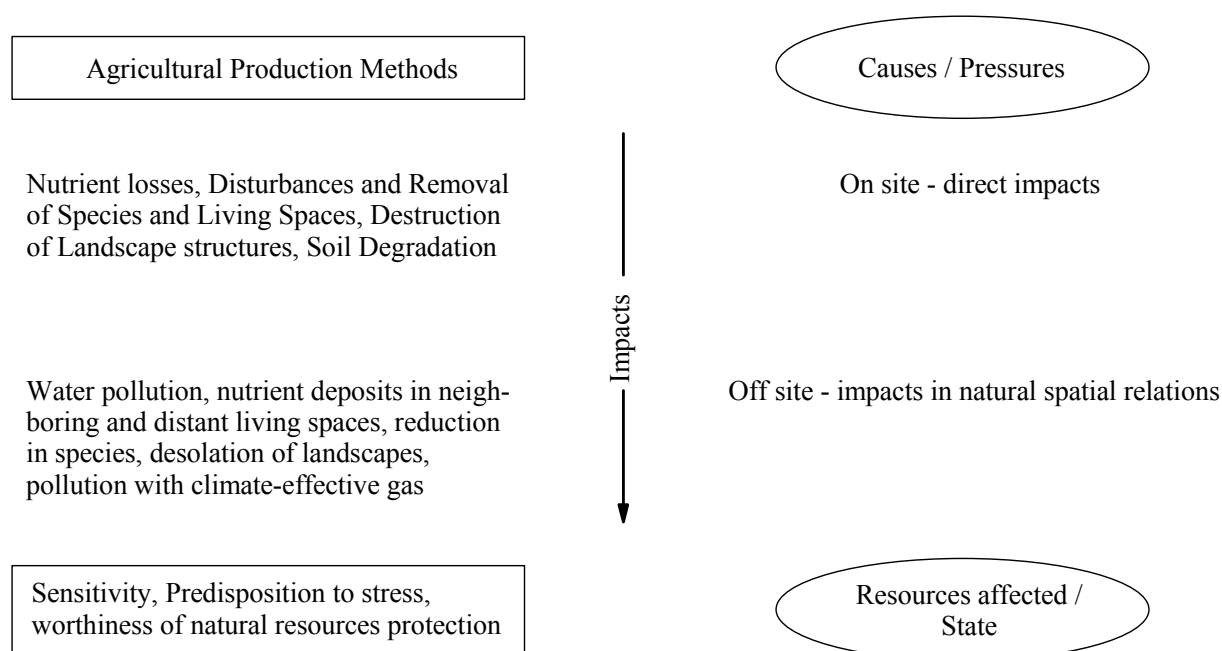 Agricultural Production Methods
Causes / Pressures
Nutrient losses, Disturbances and Removal
of Species and Living Spaces, Destruction
of Landscape structures, Soil Degradation
On site - direct impacts
Impacts
Water pollution, nutrient deposits in neigh-
boring and distant living spaces, reduction
in species, desolation of landscapes,
pollution with climate-effective gas
Off site - impacts in natural spatial relations
Sensitivity, Predisposition to stress,
worthiness of natural resources protection
Resources affected /
State